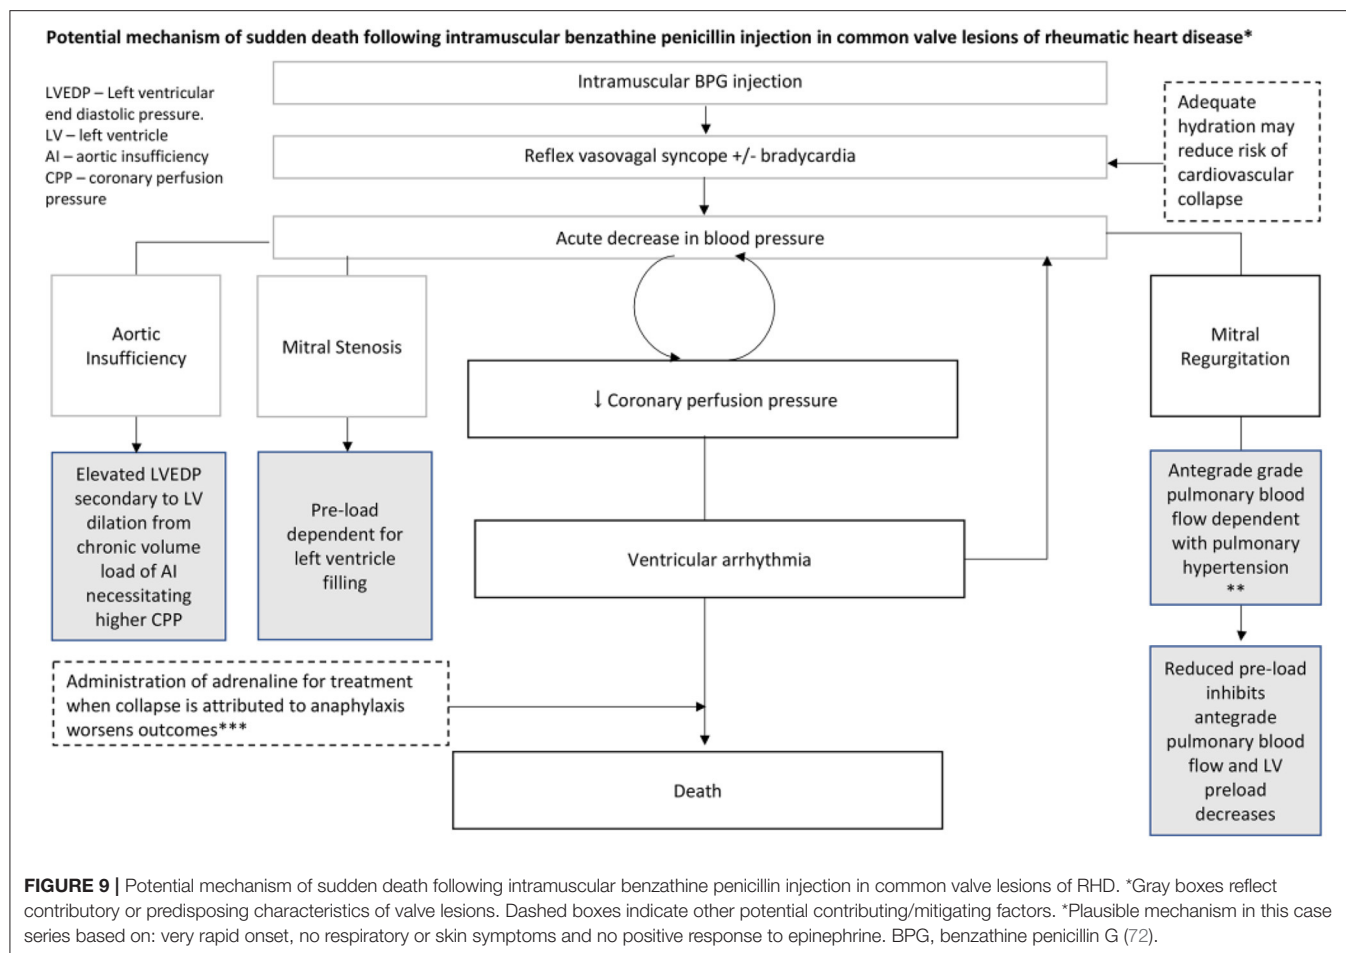 Potential mechanism of sudden death following intramuscular benzathine penicillin injection in common valve lesions of rheumatic heart disease*
LVEDP – Left ventricular
end diastolic pressure.
LV – left ventricle
AI – aortic insufficiency
CPP – coronary perfusion
pressure
Intramuscular BPG injection
Adequate
hydration may
reduce risk of
cardiovascular
collapse
Reflex vasovagal syncope +/- bradycardia
Acute decrease in blood pressure
Aortic
Insufficiency
Mitral Stenosis
Mitral
Regurgitation
↓ Coronary perfusion pressure
Elevated LVEDP
secondary to LV
dilation from
chronic volume
load of AI
necessitating
higher CPP
Pre-load
dependent for
left ventricle
filling
Ventricular arrhythmia
Antegrade grade
pulmonary blood
flow dependent
with pulmonary
hypertension
**
Administration of adrenaline for treatment
when collapse is attributed to anaphylaxis
worsens outcomes***
Reduced pre-load
inhibits
antegrade
pulmonary blood
flow and LV
preload
decreases
Death
FIGURE 9 | Potential mechanism of sudden death following intramuscular benzathine penicillin injection in common valve lesions of RHD. *Gray boxes reflect
contributory or predisposing characteristics of valve lesions. Dashed boxes indicate other potential contributing/mitigating factors. *Plausible mechanism in this case
series based on: very rapid onset, no respiratory or skin symptoms and no positive response to epinephrine. BPG, benzathine penicillin G (72).